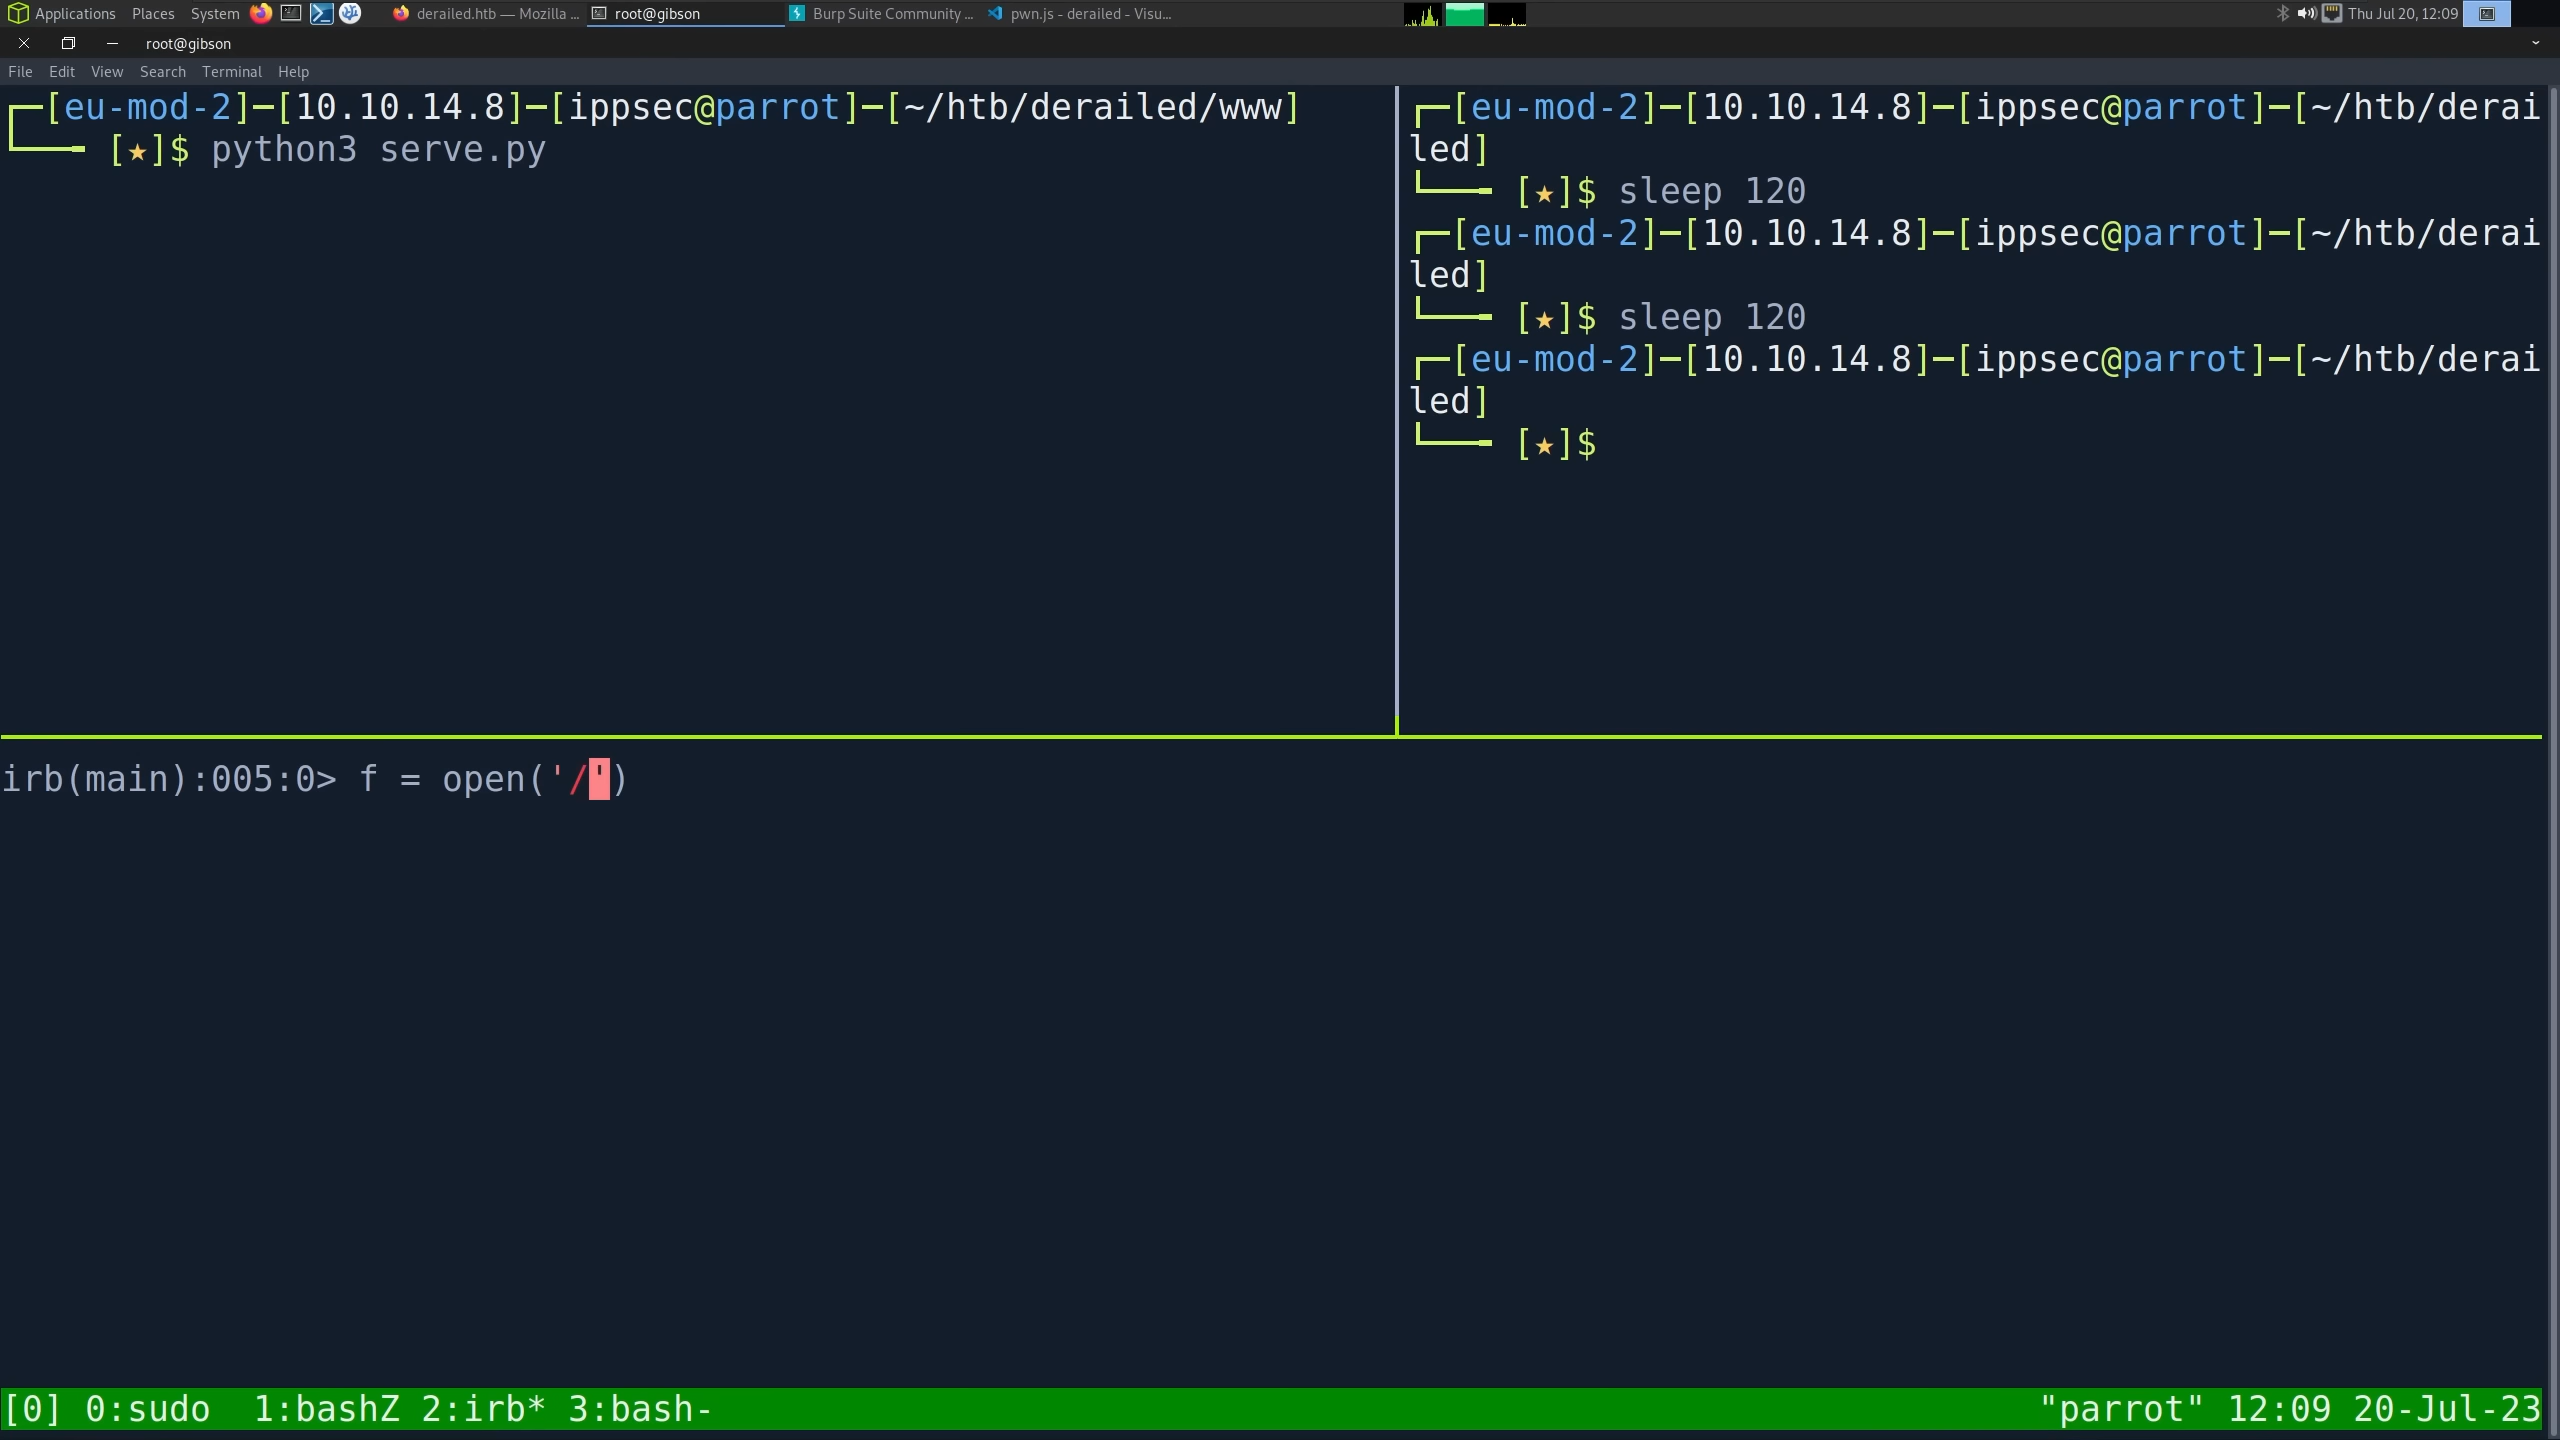 Applications Places System derailed.htb — Mozilla ... root@gibson Burp Suite Community ... pwn.js - derailed - Visu... Thu Jul 20, 12:09
root@gibson
File Edit View Search Terminal Help
[eu-mod-2]─[10.10.14.8]─[ippsec@parrot]─[~/htb/derailed/www]
[★]$ python3 serve.py
[eu-mod-2]─[10.10.14.8]─[ippsec@parrot]─[~/htb/derai
led]
[★]$ sleep 120
[eu-mod-2]─[10.10.14.8]─[ippsec@parrot]─[~/htb/derai
led]
[★]$ sleep 120
[eu-mod-2]─[10.10.14.8]─[ippsec@parrot]─[~/htb/derai
led]
[★]$
irb(main):005:0> f = open('/')
[0] 0:sudo 1:bashZ 2:irb* 3:bash- "parrot" 12:09 20-Jul-23